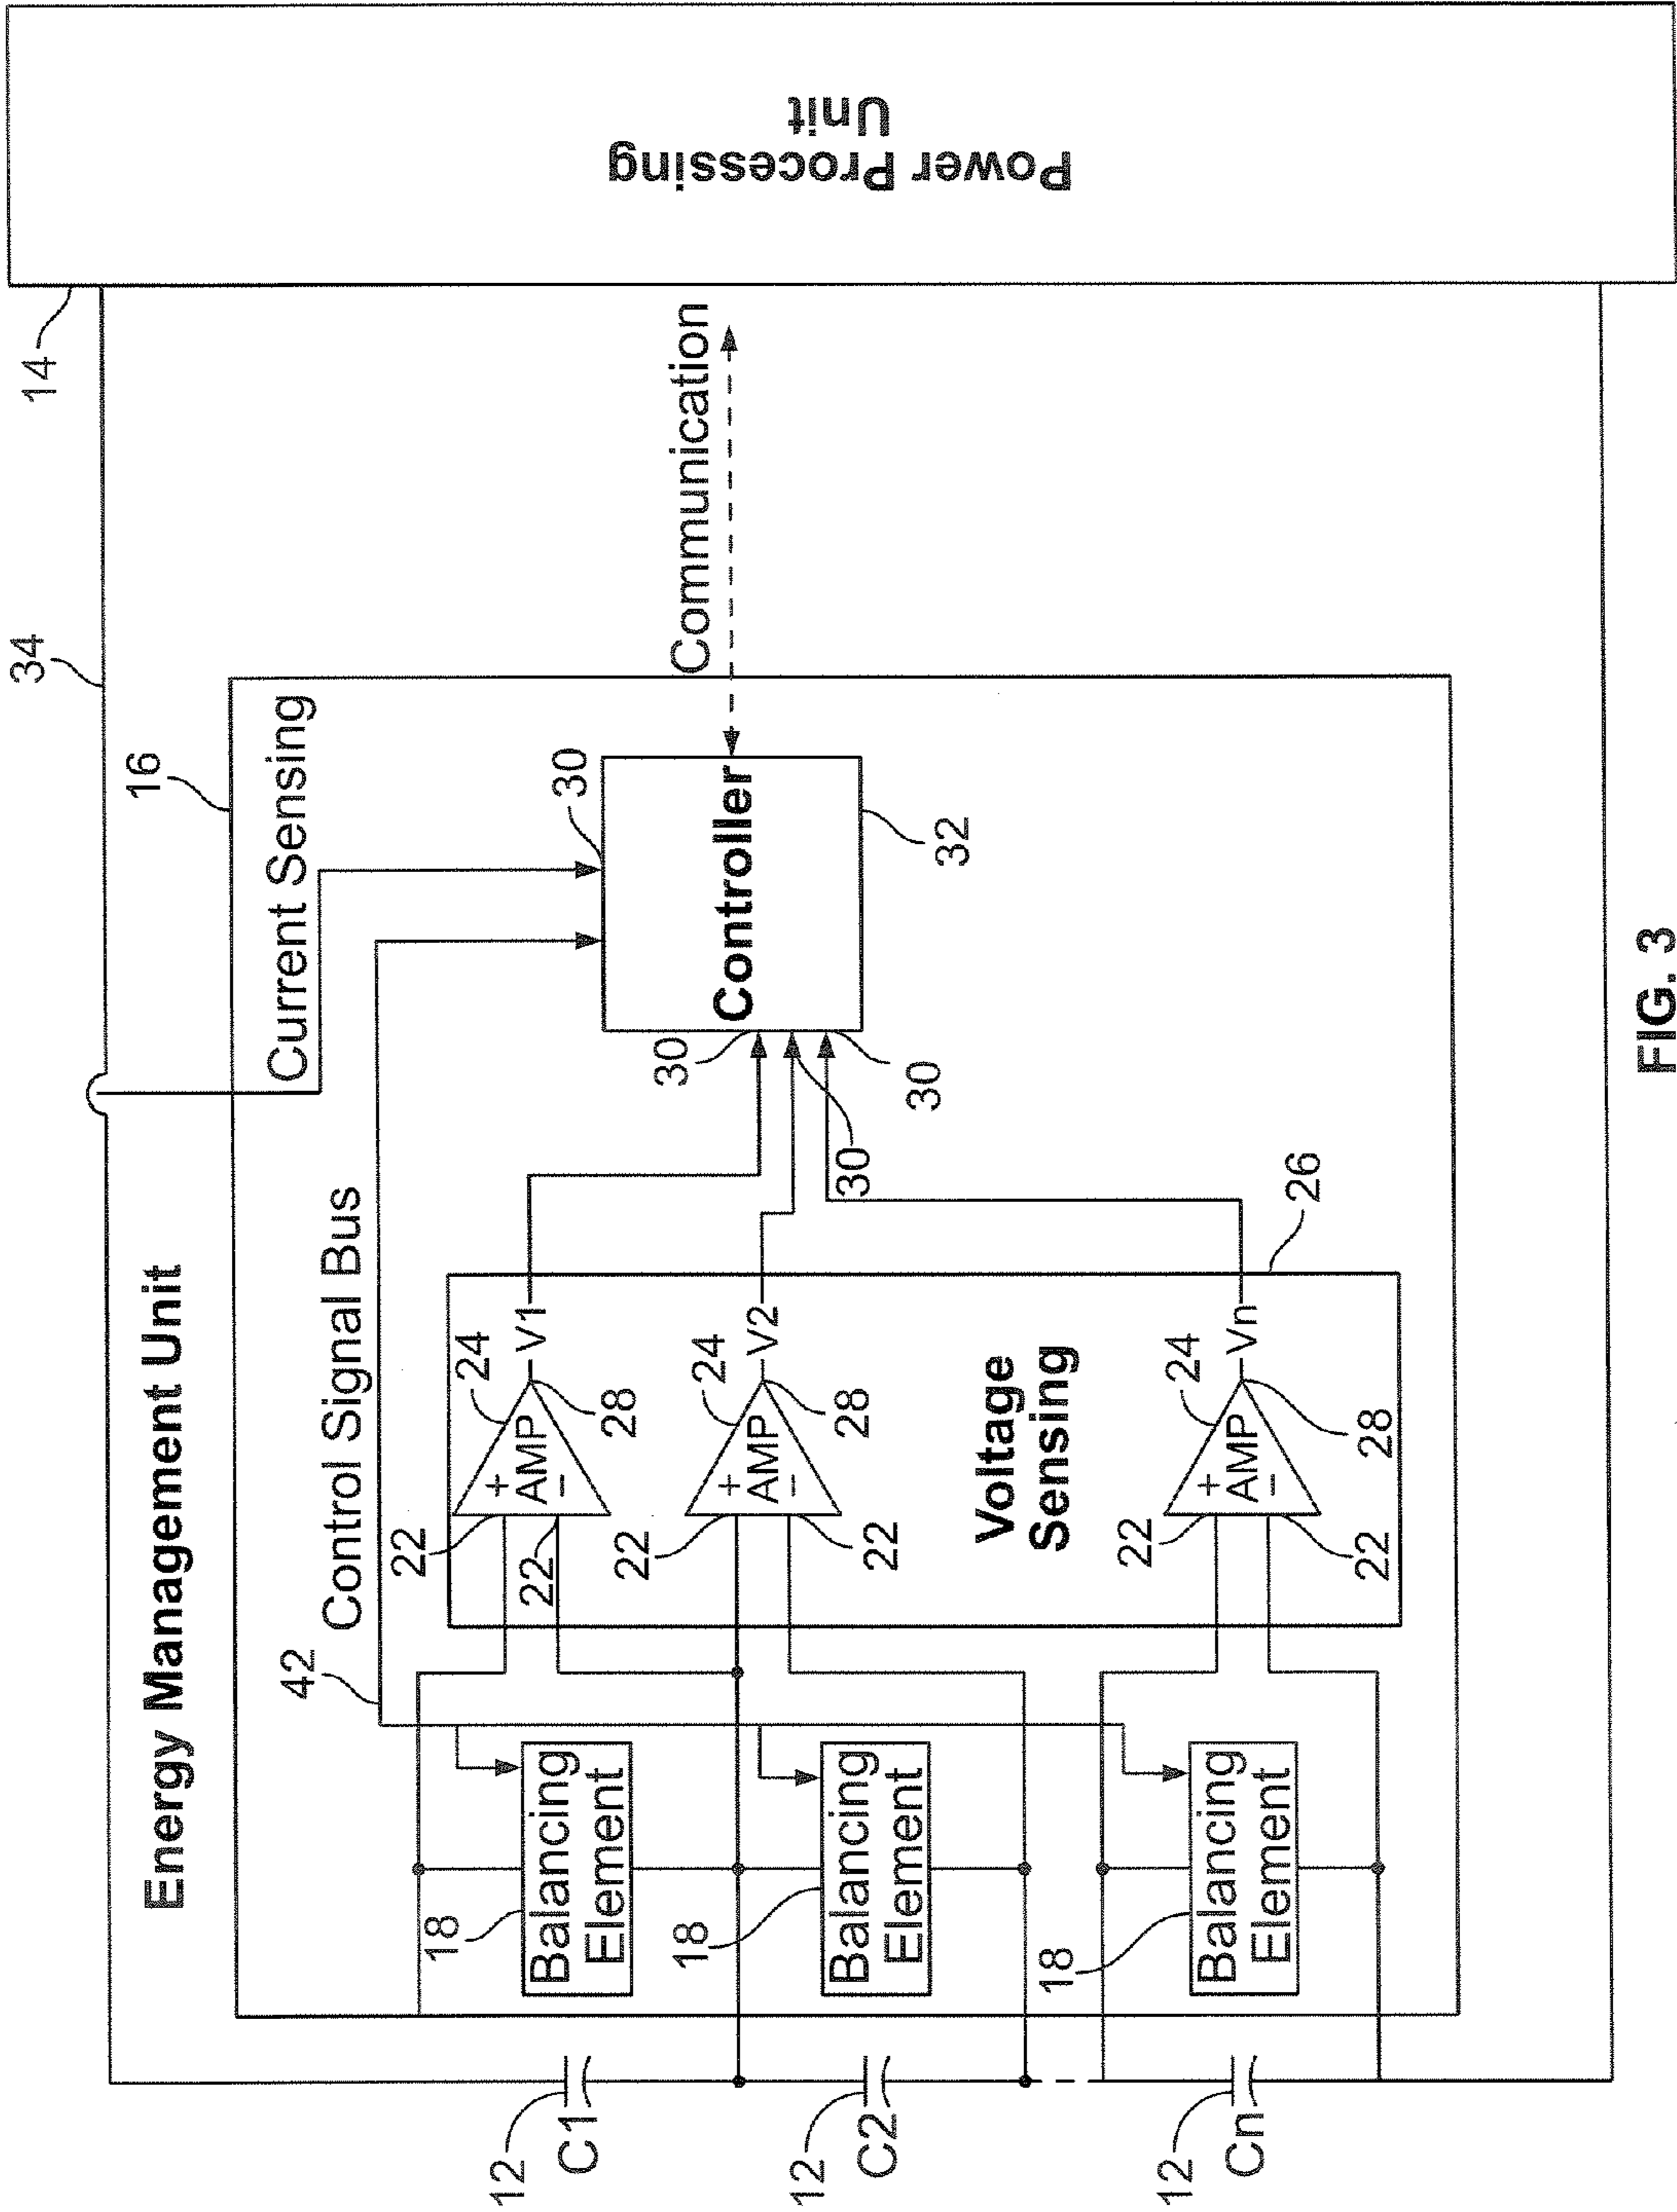 Energy Management Unit
34
14
16
42
Control Signal Bus
Current Sensing
30
Communication
Power Processing
Unit
12
C1
18
Balancing
Element
22
22
+
AMP
−
24
28
V1
30
Controller
32
12
C2
18
Balancing
Element
22
22
+
AMP
−
24
28
V2
30
30
Voltage
Sensing
12
Cn
18
Balancing
Element
22
22
+
AMP
−
24
28
Vn
26
FIG. 3